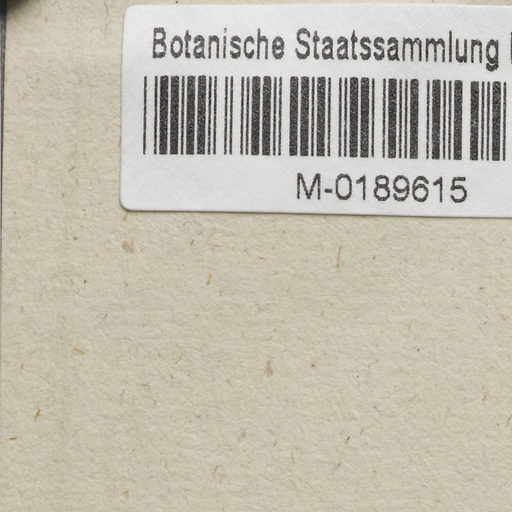 Botanische Staatssammlung
M-0189615